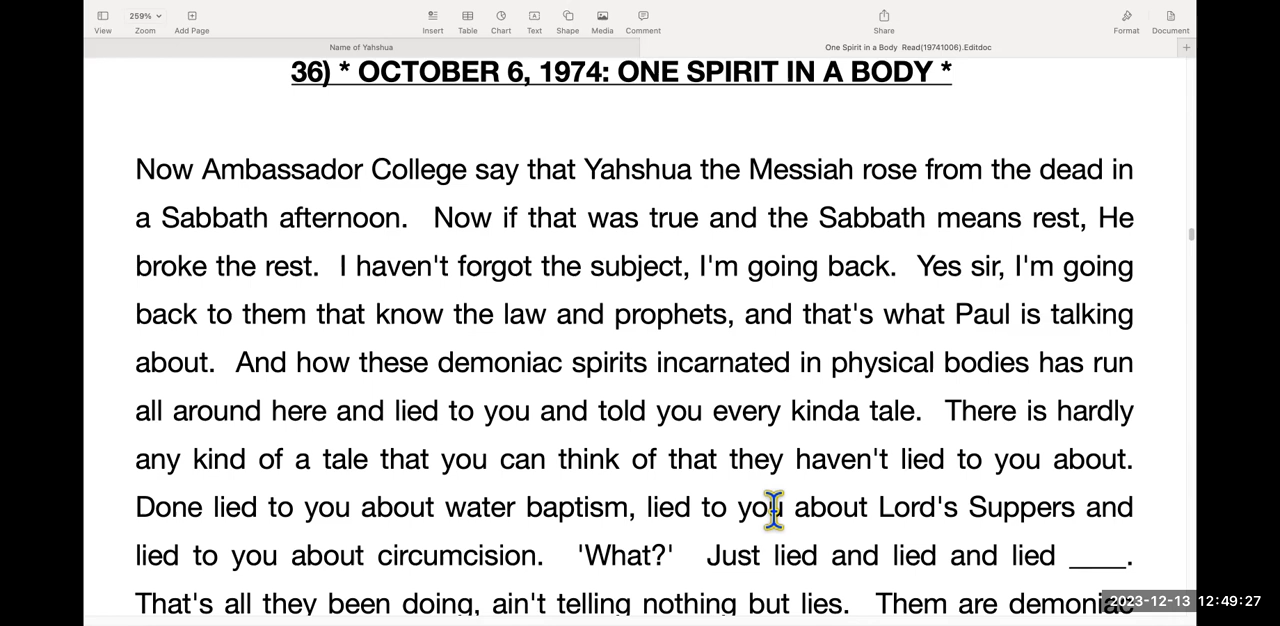 259%
View Zoom Add Page Insert Table Chart Text Shape Media Comment Share Format Document
Name of Yahshua One Spirit in a Body Read(19741006).Editdoc
36) * OCTOBER 6, 1974: ONE SPIRIT IN A BODY *
Now Ambassador College say that Yahshua the Messiah rose from the dead in
a Sabbath afternoon. Now if that was true and the Sabbath means rest, He
broke the rest. I haven't forgot the subject, I'm going back. Yes sir, I'm going
back to them that know the law and prophets, and that's what Paul is talking
about. And how these demoniac spirits incarnated in physical bodies has run
all around here and lied to you and told you every kinda tale. There is hardly
any kind of a tale that you can think of that they haven't lied to you about.
Done lied to you about water baptism, lied to you about Lord's Suppers and
lied to you about circumcision. 'What?' Just lied and lied and lied ____.
That's all they been doing, ain't telling nothing but lies. Them are demoniac
2023-12-13 12:49:27